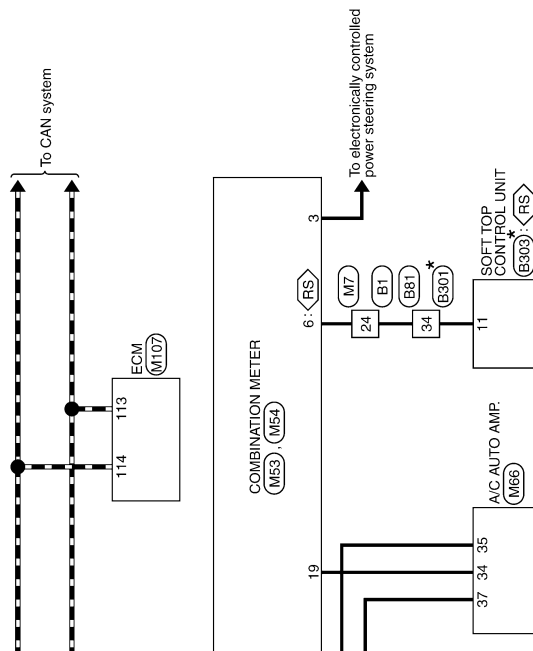 To CAN system
ECM
M107
113
114
COMBINATION METER
M53 , M54
3
To electronically controlled
power steering system
6 : RS
M7
24
B1
B81
34
*
B301
SOFT TOP
CONTROL UNIT
*
B303 : RS
11
19
A/C AUTO AMP.
M66
35
34
37